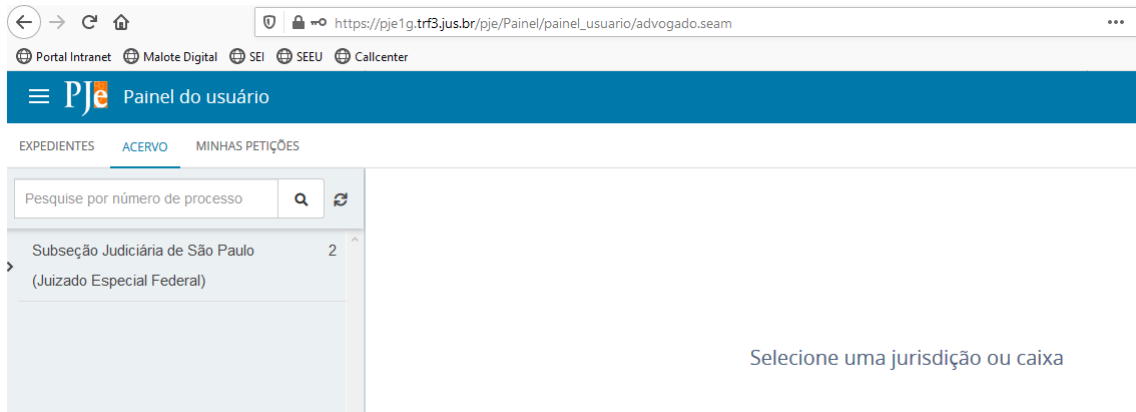 https://pje1g.trf3.jus.br/pje/Painel/painel_usuario/advogado.seam
Portal Intranet Malote Digital SEI SEEU Callcenter
PJe Painel do usuário
EXPEDIENTES ACERVO MINHAS PETIÇÕES
Pesquise por número de processo
Subseção Judiciária de São Paulo 2
(Juizado Especial Federal)
Selecione uma jurisdição ou caixa